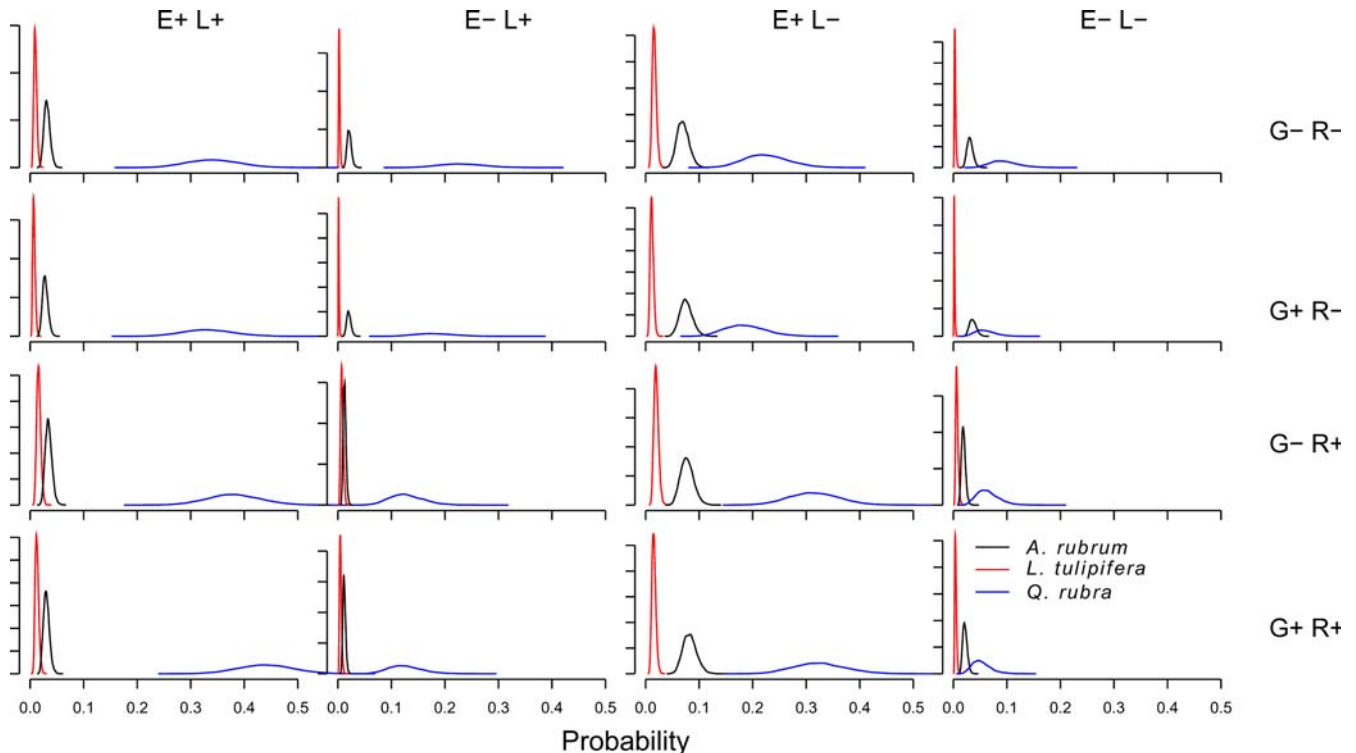 E+ L+ E− L+ E+ L− E− L−
G− R−
G+ R−
G− R+
A. rubrum
L. tulipifera
Q. rubra
G+ R+
0.0 0.1 0.2 0.3 0.4 0.5 0.0 0.1 0.2 0.3 0.4 0.5 0.0 0.1 0.2 0.3 0.4 0.5 0.0 0.1 0.2 0.3 0.4 0.5
Probability